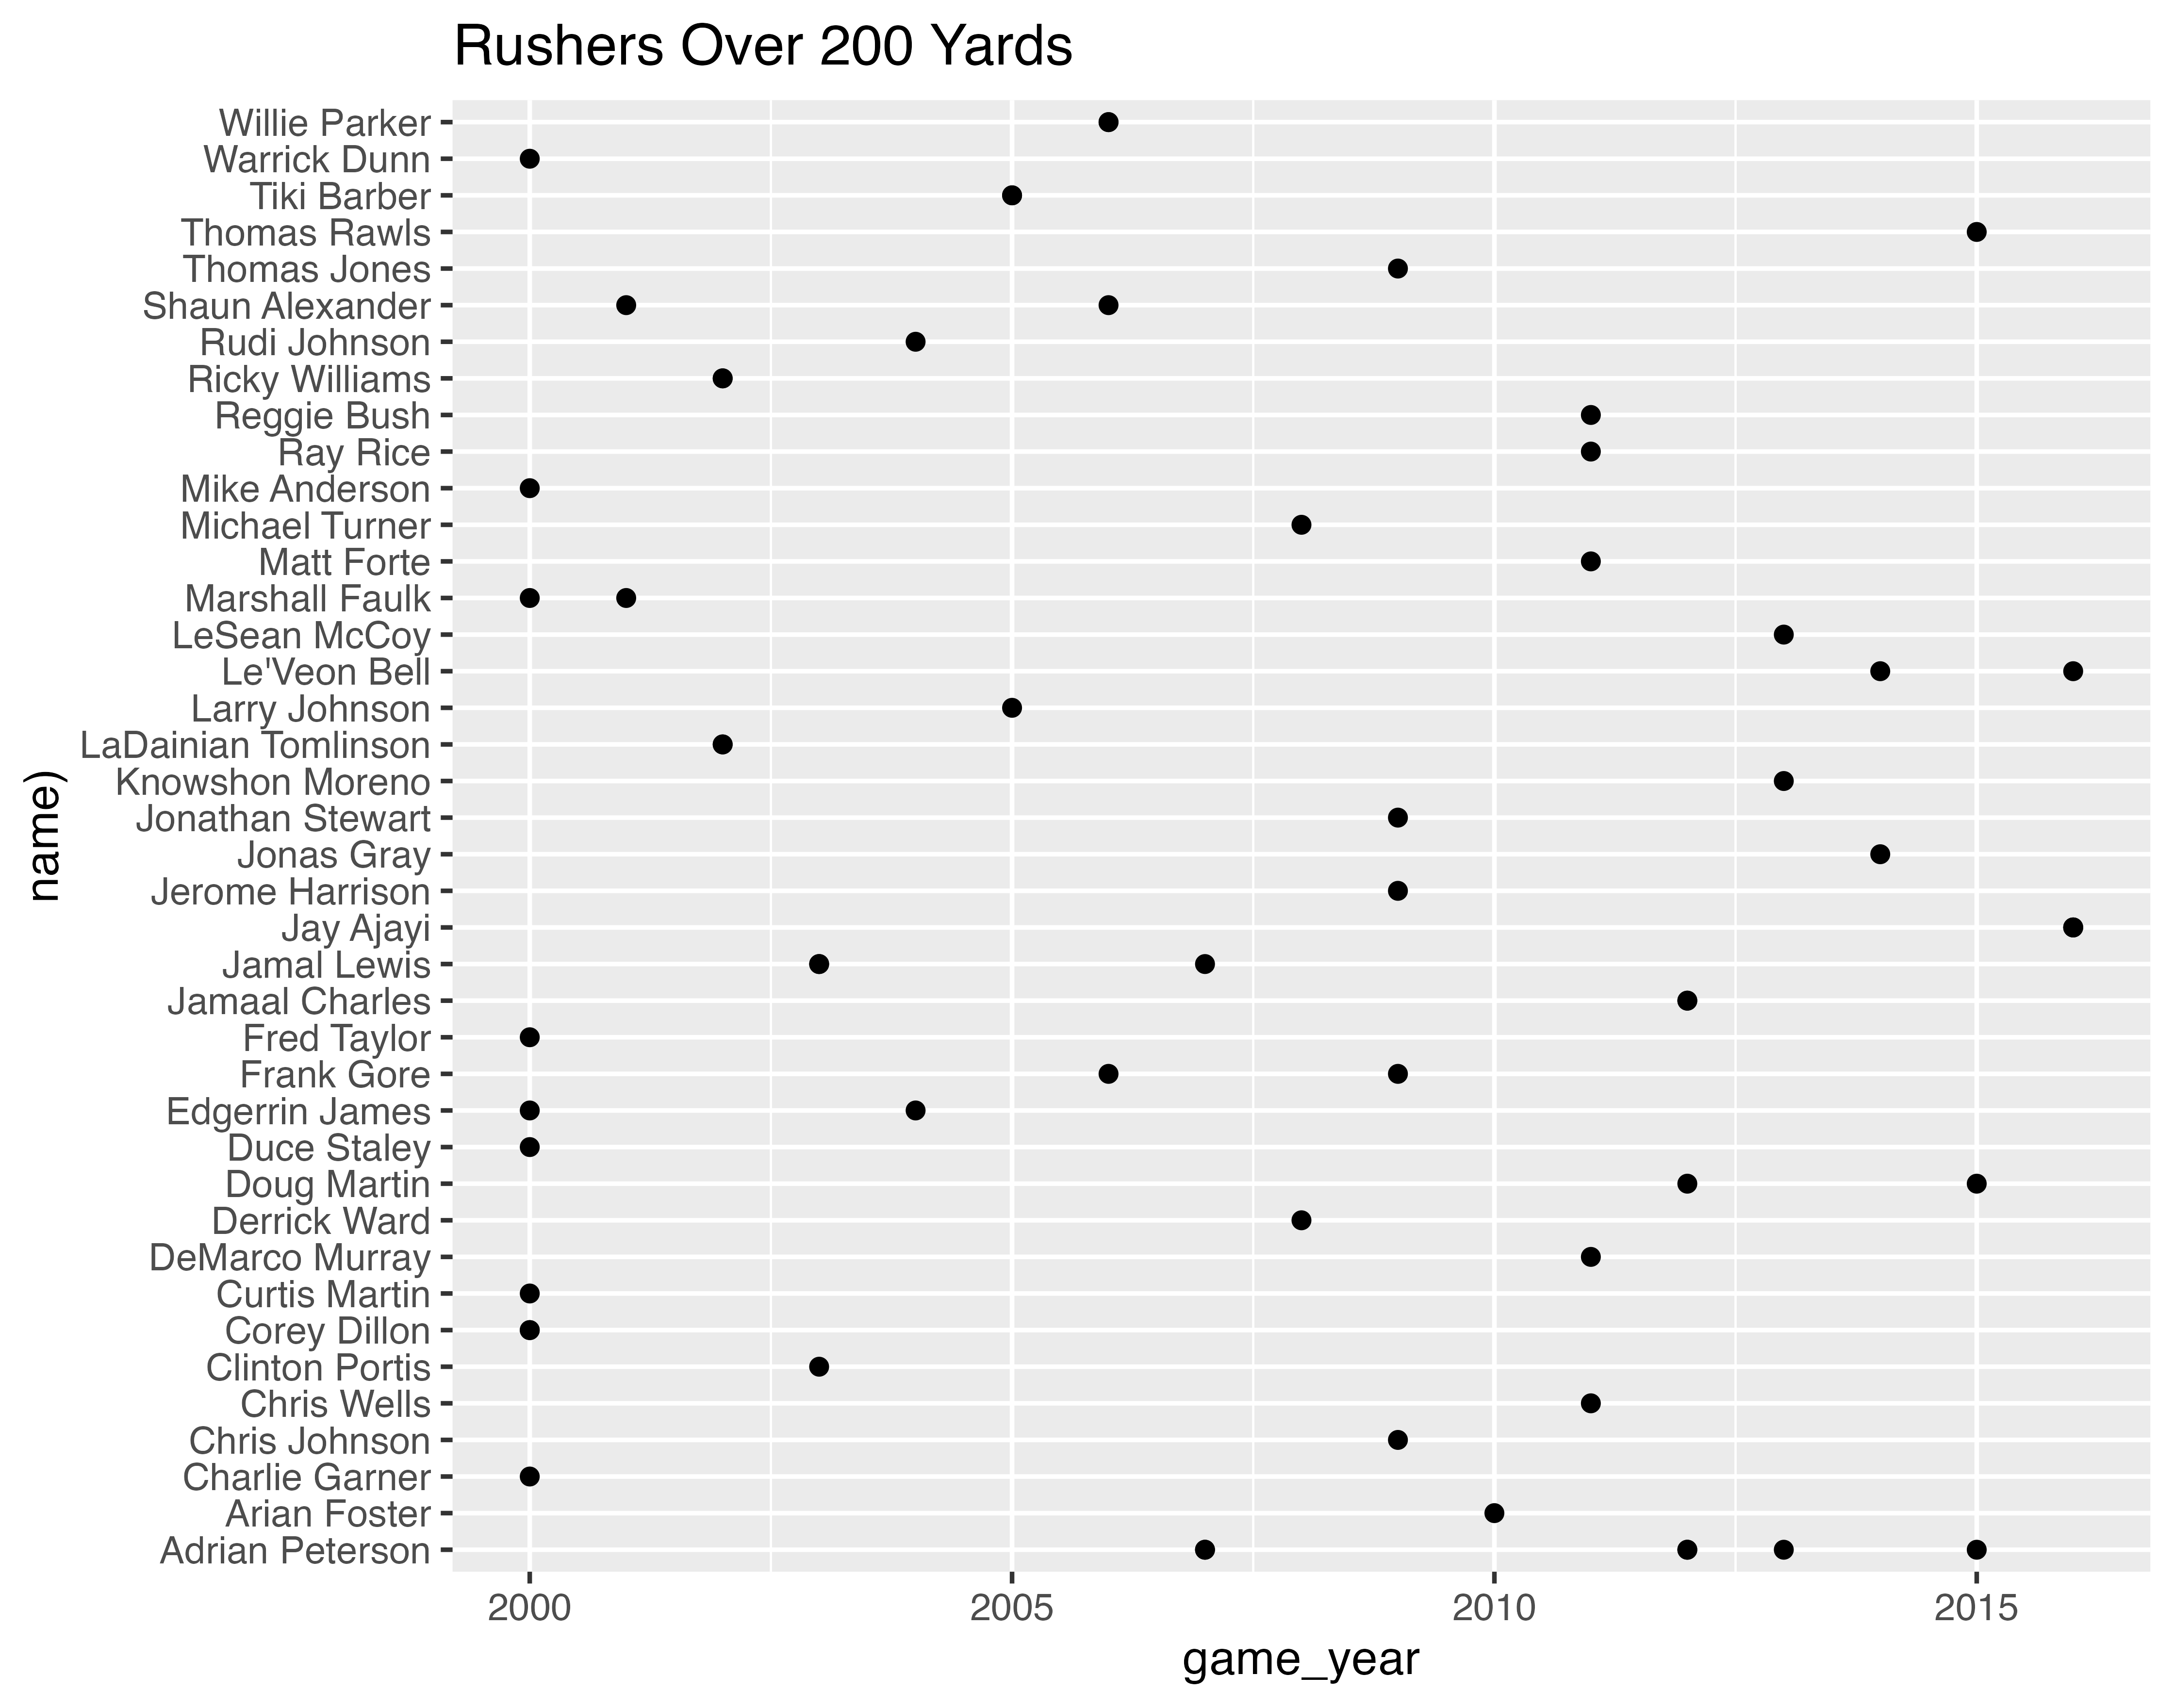 Rushers Over 200 Yards
Willie Parker
Warrick Dunn
Tiki Barber
Thomas Rawls
Thomas Jones
Shaun Alexander
Rudi Johnson
Ricky Williams
Reggie Bush
Ray Rice
Mike Anderson
Michael Turner
Matt Forte
Marshall Faulk
LeSean McCoy
Le'Veon Bell
Larry Johnson
LaDainian Tomlinson
Knowshon Moreno
Jonathan Stewart
Jonas Gray
Jerome Harrison
Jay Ajayi
Jamal Lewis
Jamaal Charles
Fred Taylor
Frank Gore
Edgerrin James
Duce Staley
Doug Martin
Derrick Ward
DeMarco Murray
Curtis Martin
Corey Dillon
Clinton Portis
Chris Wells
Chris Johnson
Charlie Garner
Arian Foster
Adrian Peterson
name)
2000 2005 2010 2015
game_year